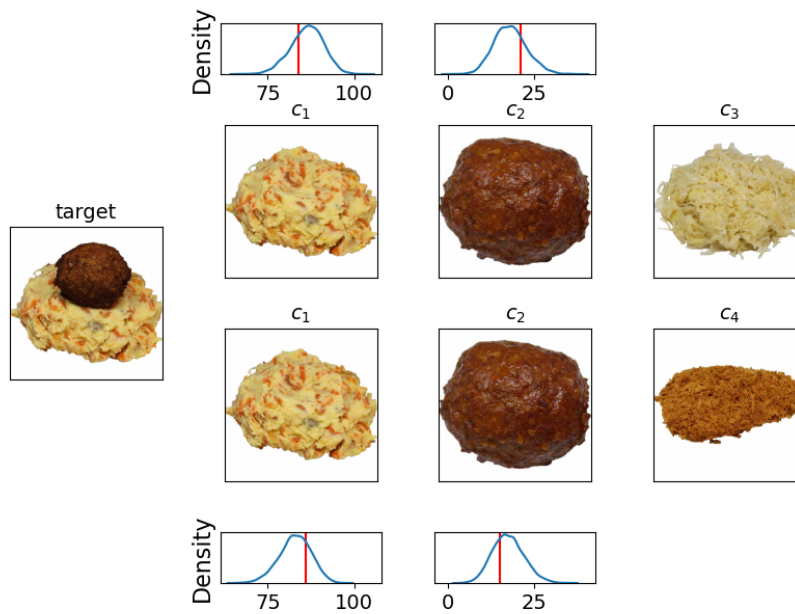 Density
75 100
0 25
c₁ c₂ c₃
target
c₁ c₂ c₄
Density
75 100
0 25